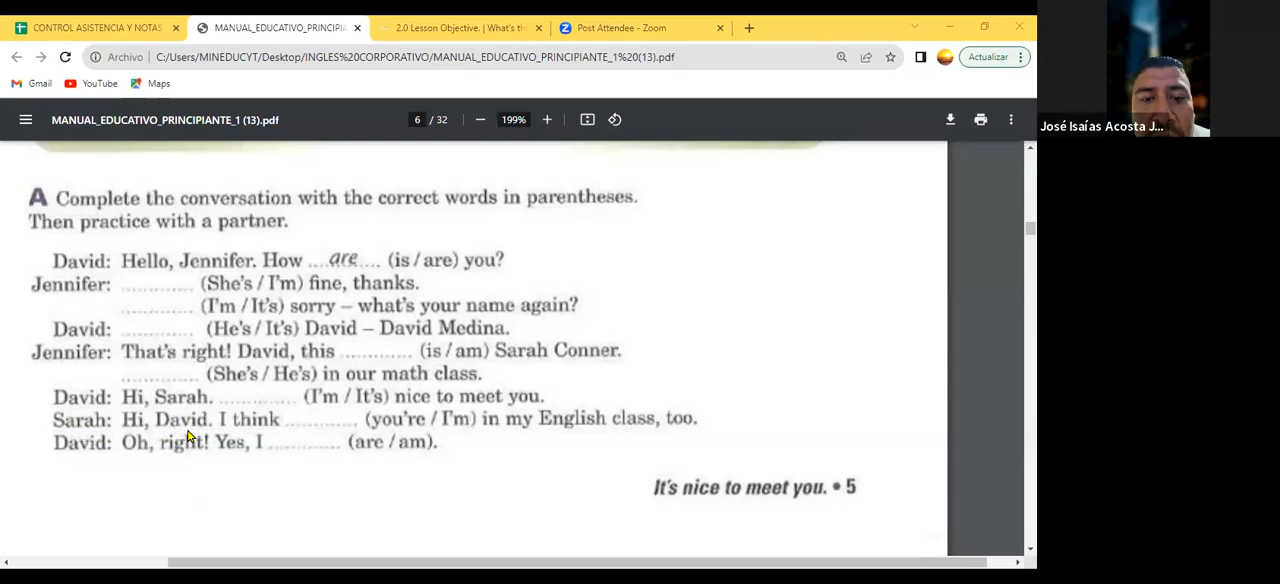 CONTROL ASISTENCIA Y NOTAS
MANUAL_EDUCATIVO_PRINCIPIA
2.0 Lesson Objective. | What's th
Post Attendee - Zoom
Archivo | C:/Users/MINEDUCYT/Desktop/INGLES%20CORPORATIVO/MANUAL_EDUCATIVO_PRINCIPIANTE_1%20(13).pdf
Actualizar
Gmail YouTube Maps
MANUAL_EDUCATIVO_PRINCIPIANTE_1 (13).pdf
6 / 32
199%
José Isaías Acosta J...
A Complete the conversation with the correct words in parentheses.
Then practice with a partner.
David: Hello, Jennifer. How ....are.... (is / are) you?
Jennifer: ............ (She's / I'm) fine, thanks.
............ (I'm / It's) sorry – what's your name again?
David: ............ (He's / It's) David – David Medina.
Jennifer: That's right! David, this ............ (is / am) Sarah Conner.
............ (She's / He's) in our math class.
David: Hi, Sarah. ............ (I'm / It's) nice to meet you.
Sarah: Hi, David. I think ............ (you're / I'm) in my English class, too.
David: Oh, right! Yes, I ............ (are / am).
It's nice to meet you. • 5